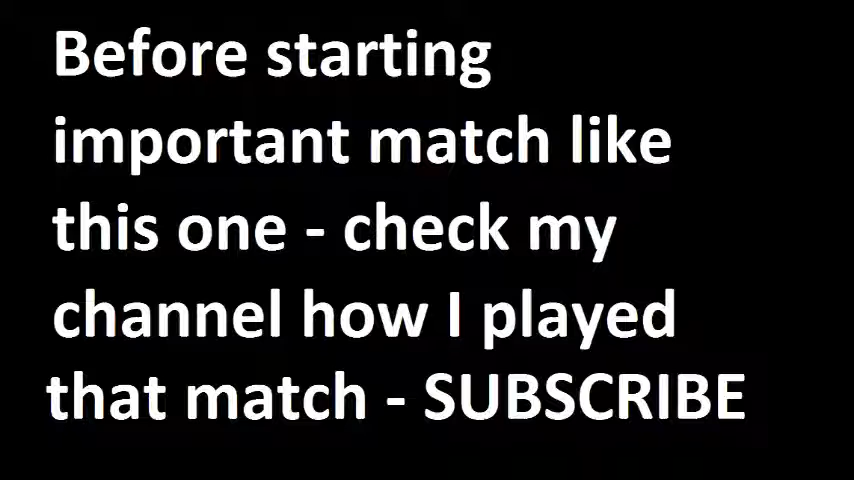 Before starting
important match like
this one - check my
channel how I played
that match - SUBSCRIBE